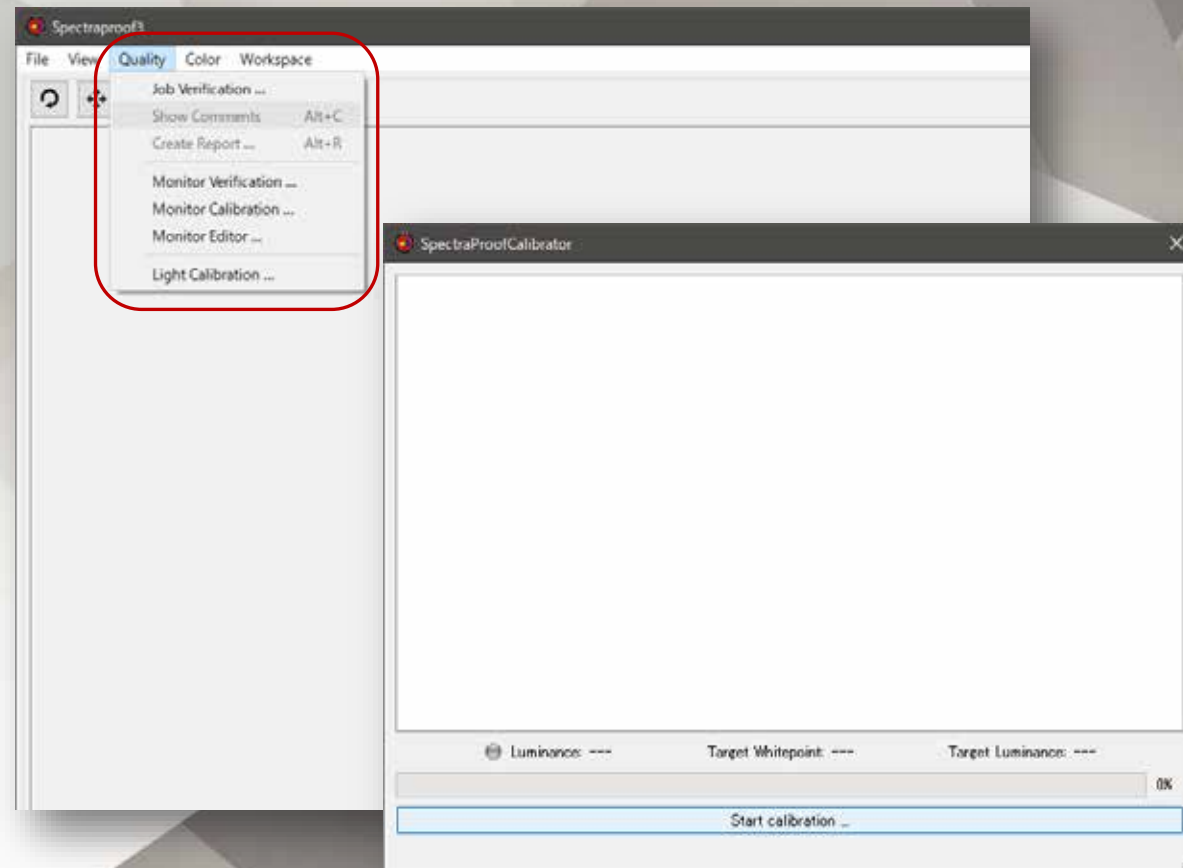 Spectraproof3
File View Quality Color Workspace
Job Verification ...
Show Comments Alt+C
Create Report ... Alt+R
Monitor Verification ...
Monitor Calibration ...
Monitor Editor ...
Light Calibration ...
SpectraProofCalibrator
Luminance: --- Target Whitepoint: --- Target Luminance: ---
0%
Start calibration ...